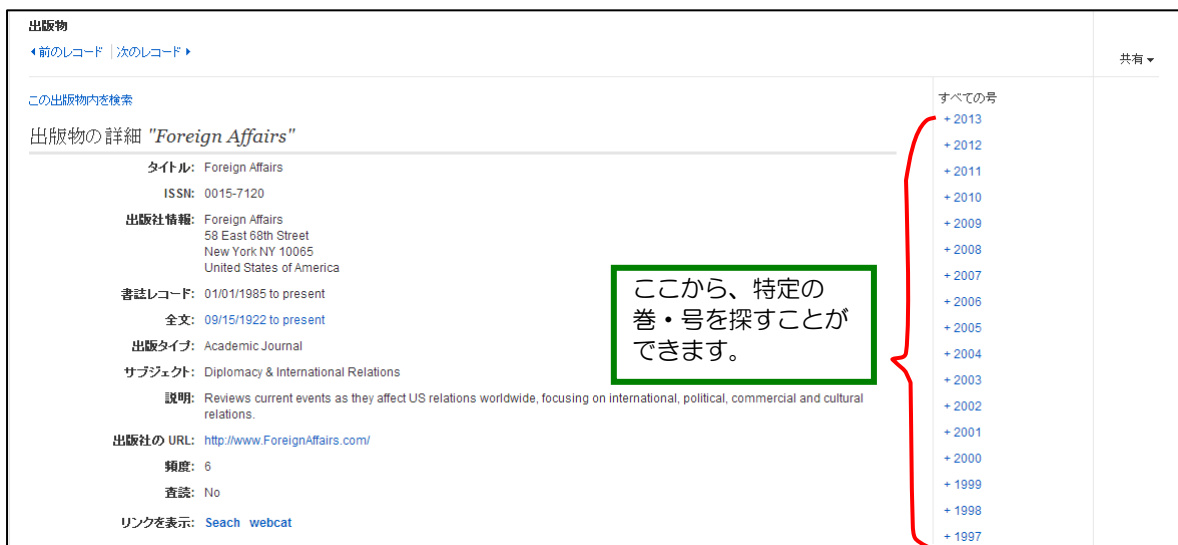 出版物
前のレコード 次のレコード
共有
この出版物内を検索
出版物の詳細 "Foreign Affairs"
タイトル: Foreign Affairs
ISSN: 0015-7120
出版社情報: Foreign Affairs
58 East 68th Street
New York NY 10065
United States of America
書誌レコード: 01/01/1985 to present
全文: 09/15/1922 to present
出版タイプ: Academic Journal
サブジェクト: Diplomacy & International Relations
説明: Reviews current events as they affect US relations worldwide, focusing on international, political, commercial and cultural
relations.
出版社の URL: http://www.ForeignAffairs.com/
頻度: 6
査読: No
リンクを表示: Seach webcat
ここから、特定の
巻・号を探すことが
できます。
すべての号
+ 2013
+ 2012
+ 2011
+ 2010
+ 2009
+ 2008
+ 2007
+ 2006
+ 2005
+ 2004
+ 2003
+ 2002
+ 2001
+ 2000
+ 1999
+ 1998
+ 1997